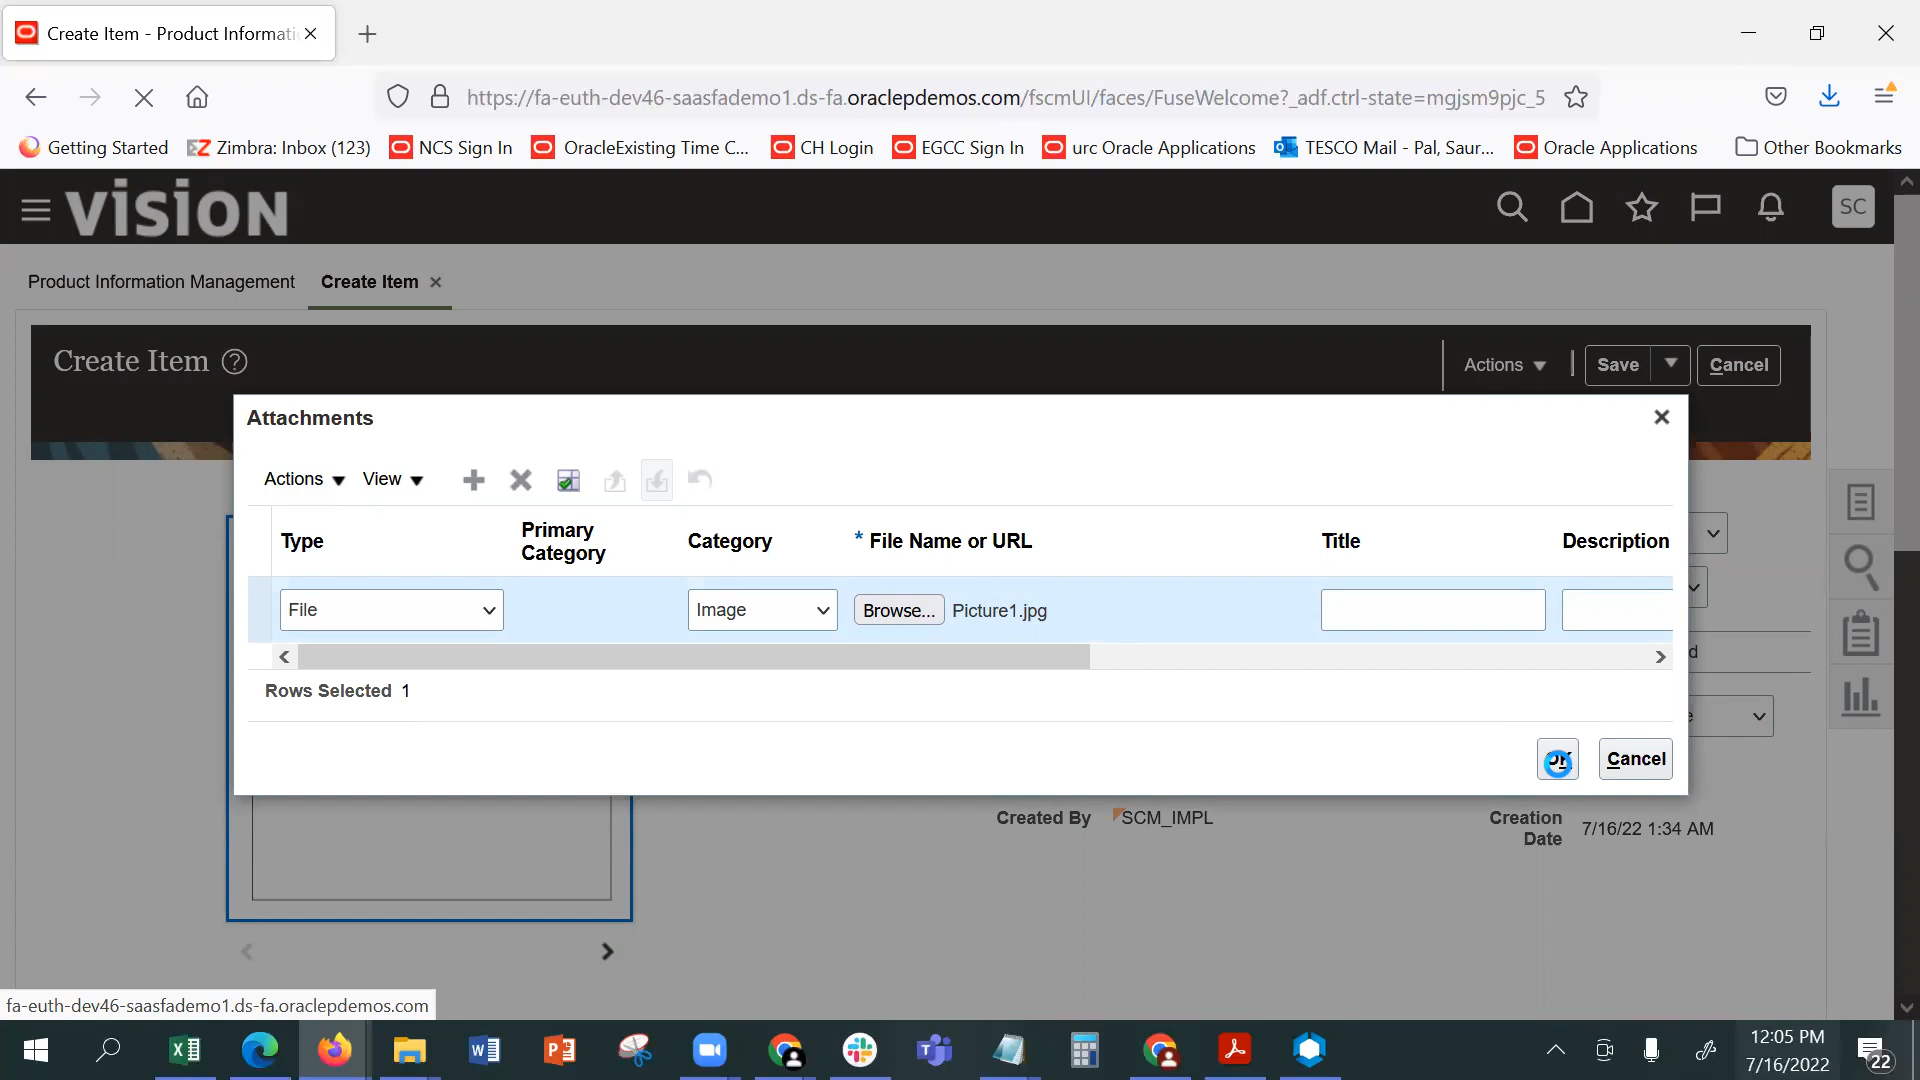 Create Item - Product Informati
https://fa-euth-dev46-saasfademo1.ds-fa.oraclepdemos.com/fscmUI/faces/FuseWelcome?_adf.ctrl-state=mgjsm9pjc_5
Getting Started
Zimbra: Inbox (123)
NCS Sign In
OracleExisting Time C...
CH Login
EGCC Sign In
urc Oracle Applications
TESCO Mail - Pal, Saur...
Oracle Applications
Other Bookmarks
VISION
SC
Product Information Management
Create Item
Create Item
Actions
Save
Cancel
Attachments
Actions
View
Type
Primary Category
Category
* File Name or URL
Title
Description
File
Image
Browse...
Picture1.jpg
Rows Selected 1
Cancel
Created By
SCM_IMPL
Creation Date
7/16/22 1:34 AM
fa-euth-dev46-saasfademo1.ds-fa.oraclepdemos.com
12:05 PM
7/16/2022
22